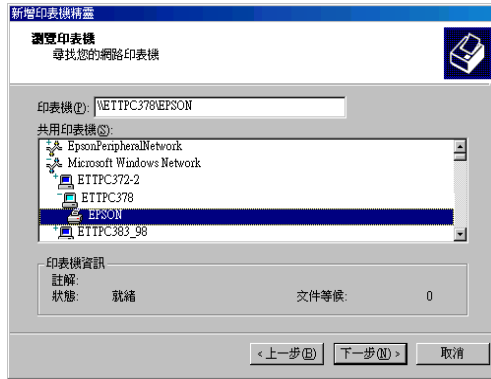 新增印表機精靈
瀏覽印表機
尋找您的網路印表機
印表機(P): \\ETTPC378\EPSON
共用印表機(S):
EpsonPeripheralNetwork
Microsoft Windows Network
ETTPC372-2
ETTPC378
EPSON
ETTPC383_98
印表機資訊
註解:
狀態: 就緒 文件等候: 0
<上一步(B) 下一步(N)> 取消